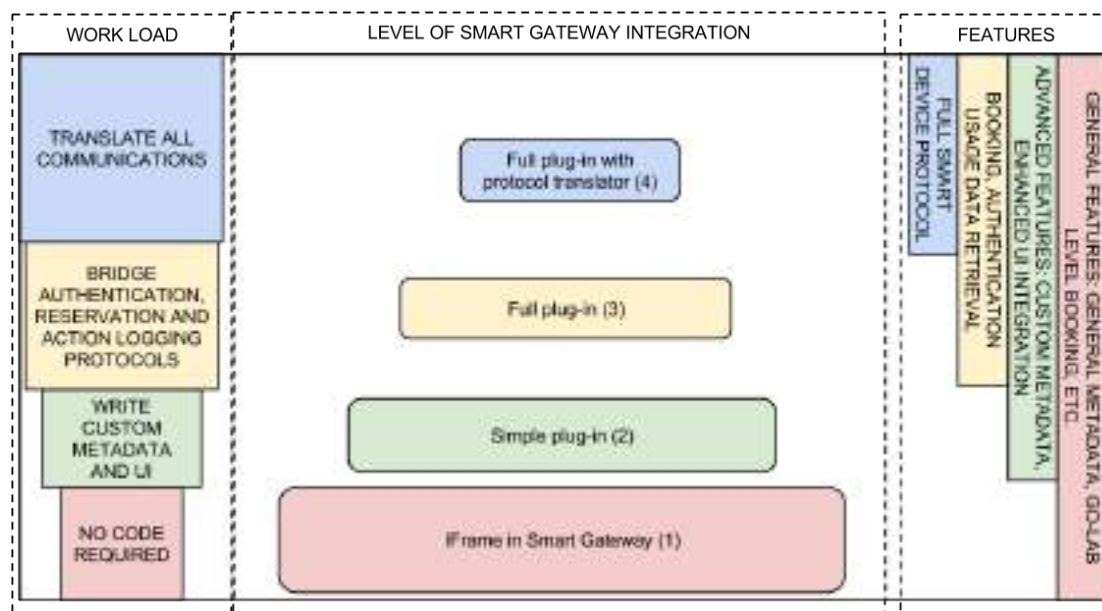 WORK LOAD
LEVEL OF SMART GATEWAY INTEGRATION
FEATURES
TRANSLATE ALL
COMMUNICATIONS
BRIDGE
AUTHENTICATION,
RESERVATION AND
ACTION LOGGING
PROTOCOLS
WRITE
CUSTOM
METADATA
AND UI
NO CODE
REQUIRED
Full plug-in with
protocol translator (4)
Full plug-in (3)
Simple plug-in (2)
IFrame in Smart Gateway (1)
FULL SMART
DEVICE PROTOCOL
BOOKING, AUTHENTICATION
USAGE DATA RETRIEVAL
ADVANCED FEATURES: CUSTOM METADATA,
ENHANCED UI INTEGRATION
GENERAL FEATURES: GENERAL METADATA, GO-LAB
LEVEL BOOKING, ETC.